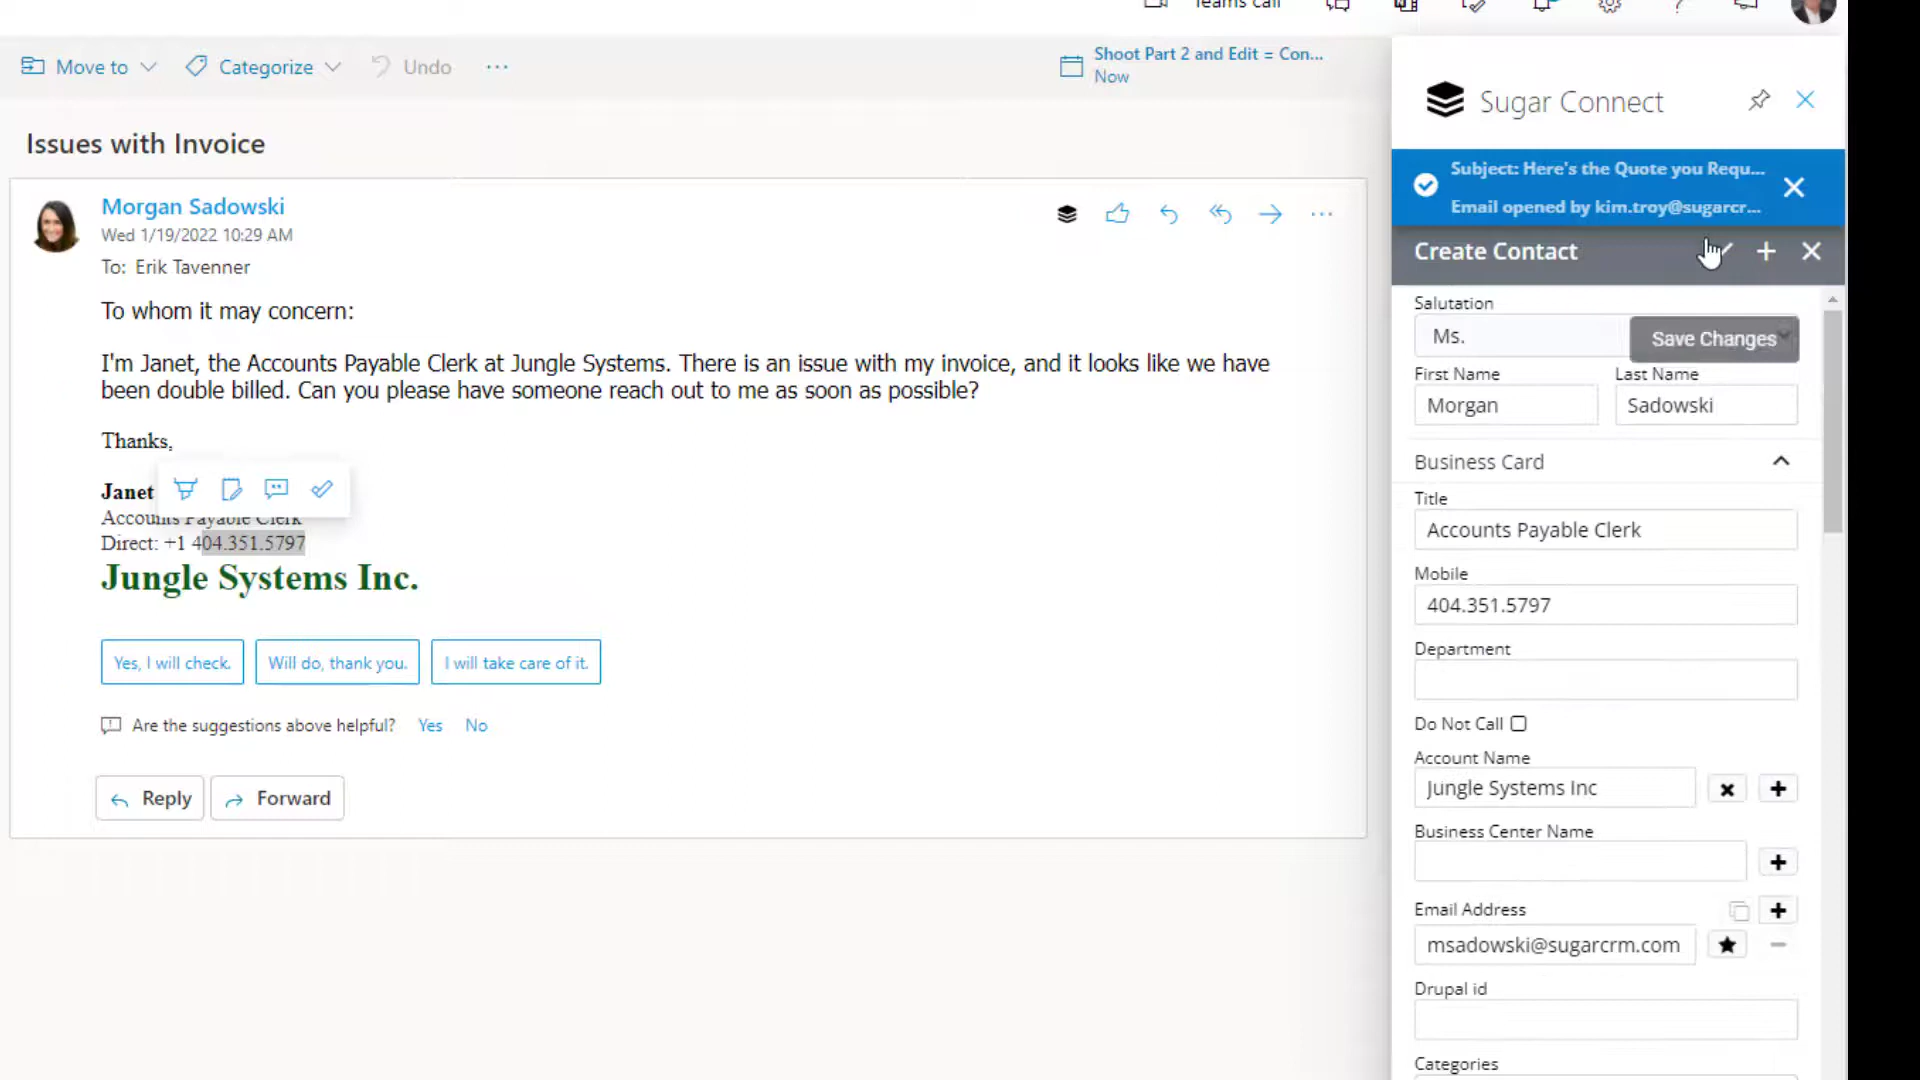 Teams call
Move to
Categorize
Undo
Shoot Part 2 and Edit = Con...
Now
Issues with Invoice
Morgan Sadowski
Wed 1/19/2022 10:29 AM
To: Erik Tavenner
To whom it may concern:
I'm Janet, the Accounts Payable Clerk at Jungle Systems. There is an issue with my invoice, and it looks like we have
been double billed. Can you please have someone reach out to me as soon as possible?
Thanks,
Janet
Accounts Payable Clerk
Direct: +1 404.351.5797
Jungle Systems Inc.
Yes, I will check.
Will do, thank you.
I will take care of it.
Are the suggestions above helpful? Yes No
Reply
Forward
Sugar Connect
Subject: Here's the Quote you Requ...
Email opened by kim.troy@sugarcr...
Create Contact
Salutation
Ms.
Save Changes
First Name
Last Name
Morgan
Sadowski
Business Card
Title
Accounts Payable Clerk
Mobile
404.351.5797
Department
Do Not Call
Account Name
Jungle Systems Inc
Business Center Name
Email Address
msadowski@sugarcrm.com
Drupal id
Categories